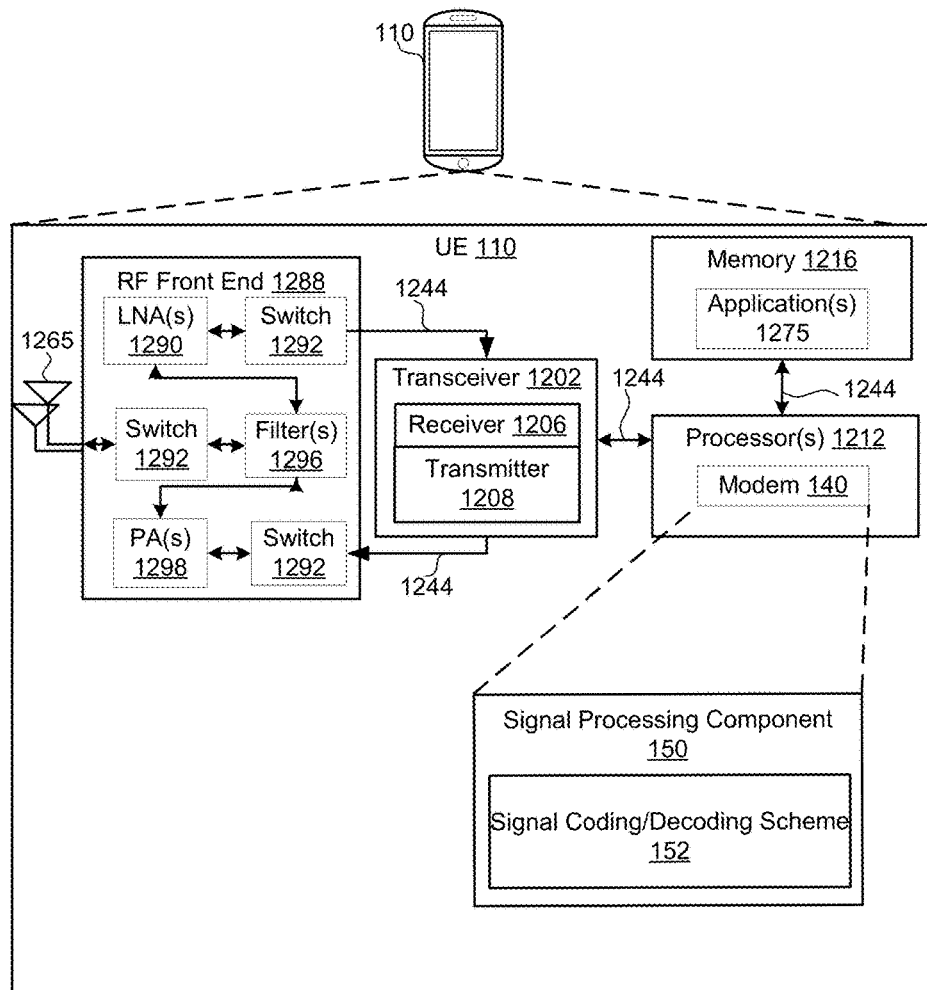 110
UE 110
RF Front End 1288
LNA(s)
1290
Switch
1292
1244
1265
Switch
1292
Filter(s)
1296
PA(s)
1298
Switch
1292
1244
Transceiver 1202
Receiver 1206
Transmitter
1208
1244
Memory 1216
Application(s)
1275
1244
Processor(s) 1212
Modem 140
Signal Processing Component
150
Signal Coding/Decoding Scheme
152